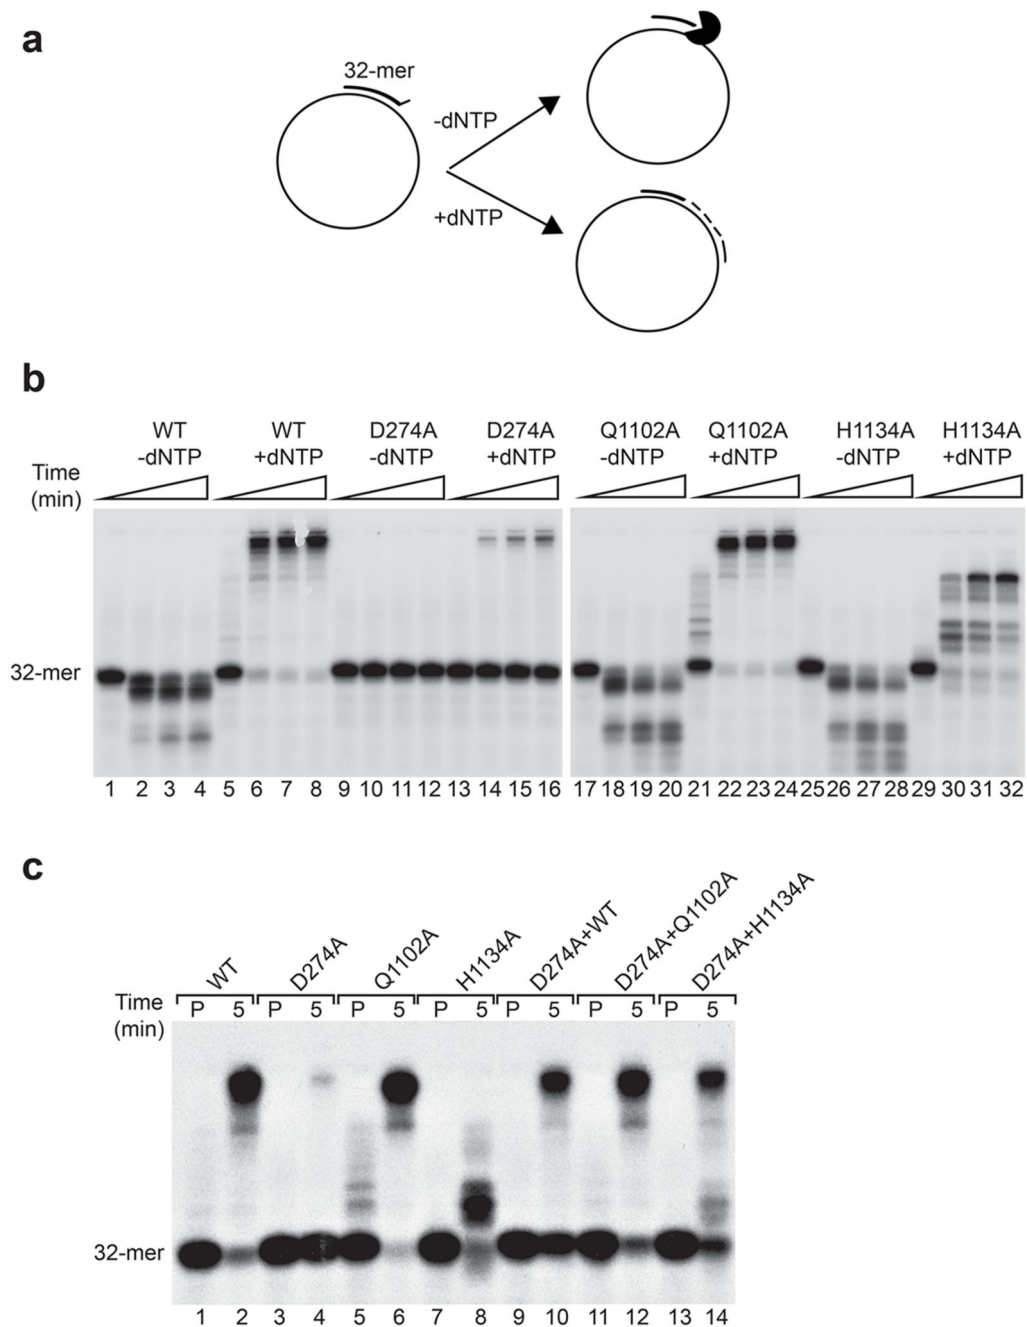 a
32-mer
-dNTP
+dNTP
b
WT WT D274A D274A Q1102A Q1102A H1134A H1134A
-dNTP +dNTP -dNTP +dNTP -dNTP +dNTP -dNTP +dNTP
Time
(min)
32-mer
1 2 3 4 5 6 7 8 9 10 11 12 13 14 15 16 17 18 19 20 21 22 23 24 25 26 27 28 29 30 31 32
c
WT D274A Q1102A H1134A D274A+WT D274A+Q1102A D274A+H1134A
Time
(min)
P 5 P 5 P 5 P 5 P 5 P 5 P 5
32-mer
1 2 3 4 5 6 7 8 9 10 11 12 13 14